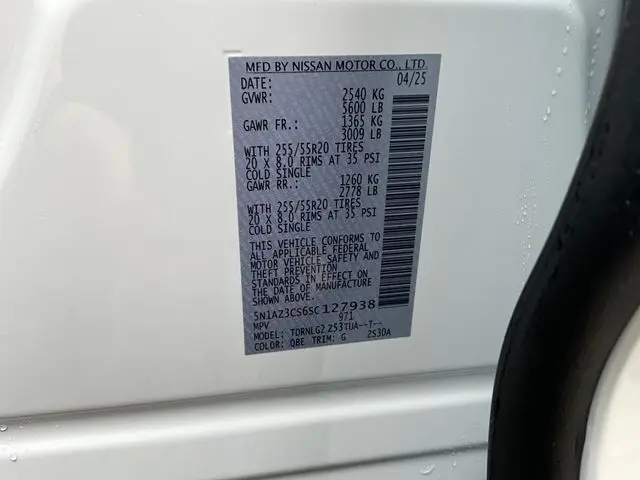 MFD BY NISSAN MOTOR CO., LTD.
DATE: 04/25
GVWR: 2540 KG
5600 LB
GAWR FR.: 1365 KG
3009 LB
WITH 255/55R20 TIRES
20 X 8.0 RIMS AT 35 PSI
COLD SINGLE
GAWR RR.: 1260 KG
2778 LB
WITH 255/55R20 TIRES
20 X 8.0 RIMS AT 35 PSI
COLD SINGLE
THIS VEHICLE CONFORMS TO
ALL APPLICABLE FEDERAL
MOTOR VEHICLE SAFETY AND
THEFT PREVENTION
STANDARDS IN EFFECT ON
THE DATE OF MANUFACTURE
SHOWN ABOVE.
5N1AZ3CS6SC127938
MPV 971
MODEL: TDRNLG2 Z53TUA--T--
COLOR: QBE TRIM: G 2S30A